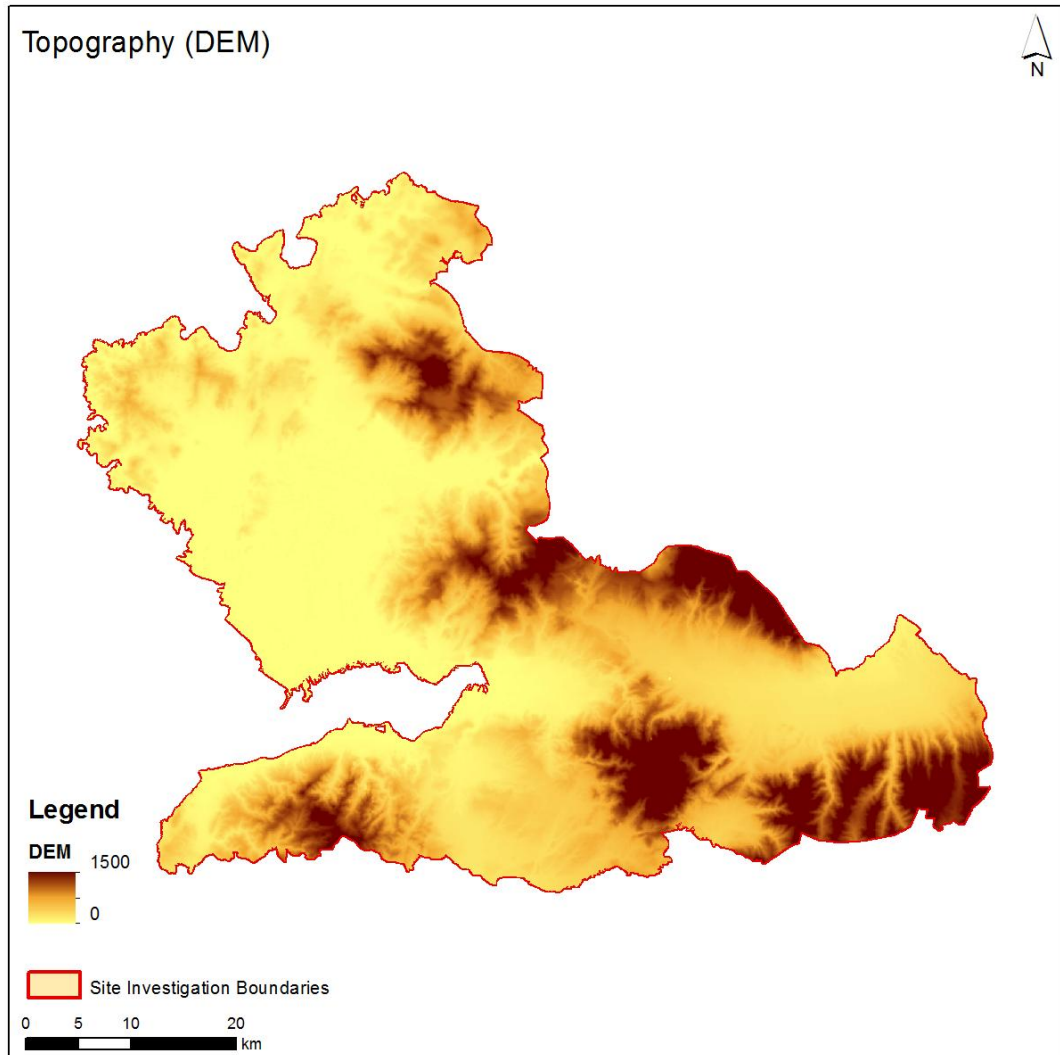 Topography (DEM)
N
Legend
DEM
1500
0
Site Investigation Boundaries
0 5 10 20
km